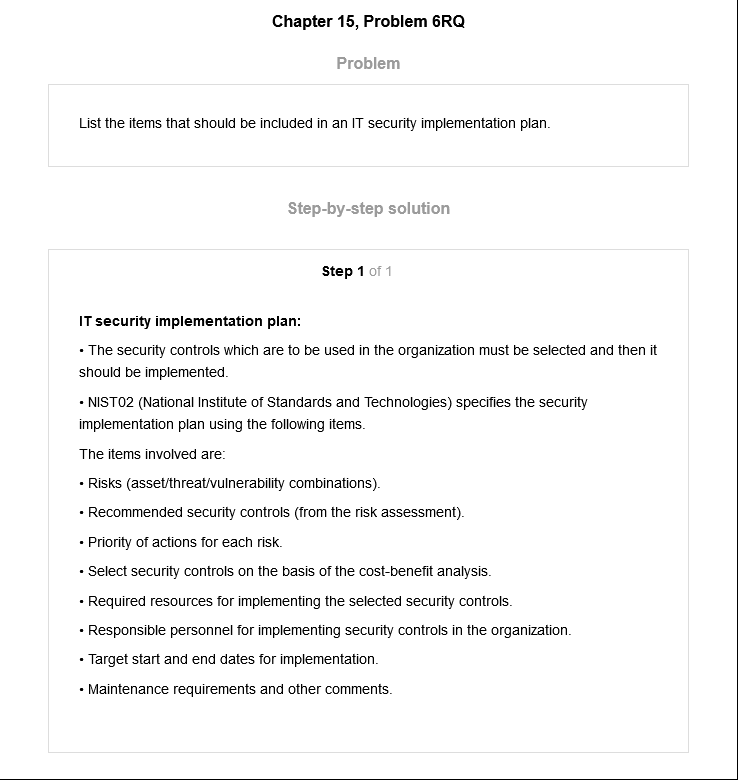 Chapter 15, Problem 6RQ
Problem
List the items that should be included in an IT security implementation plan.
Step-by-step solution
Step 1 of 1
IT security implementation plan:
• The security controls which are to be used in the organization must be selected and then it
should be implemented.
• NIST02 (National Institute of Standards and Technologies) specifies the security
implementation plan using the following items.
The items involved are:
• Risks (asset/threat/vulnerability combinations).
• Recommended security controls (from the risk assessment).
• Priority of actions for each risk.
• Select security controls on the basis of the cost-benefit analysis.
• Required resources for implementing the selected security controls.
• Responsible personnel for implementing security controls in the organization.
• Target start and end dates for implementation.
• Maintenance requirements and other comments.